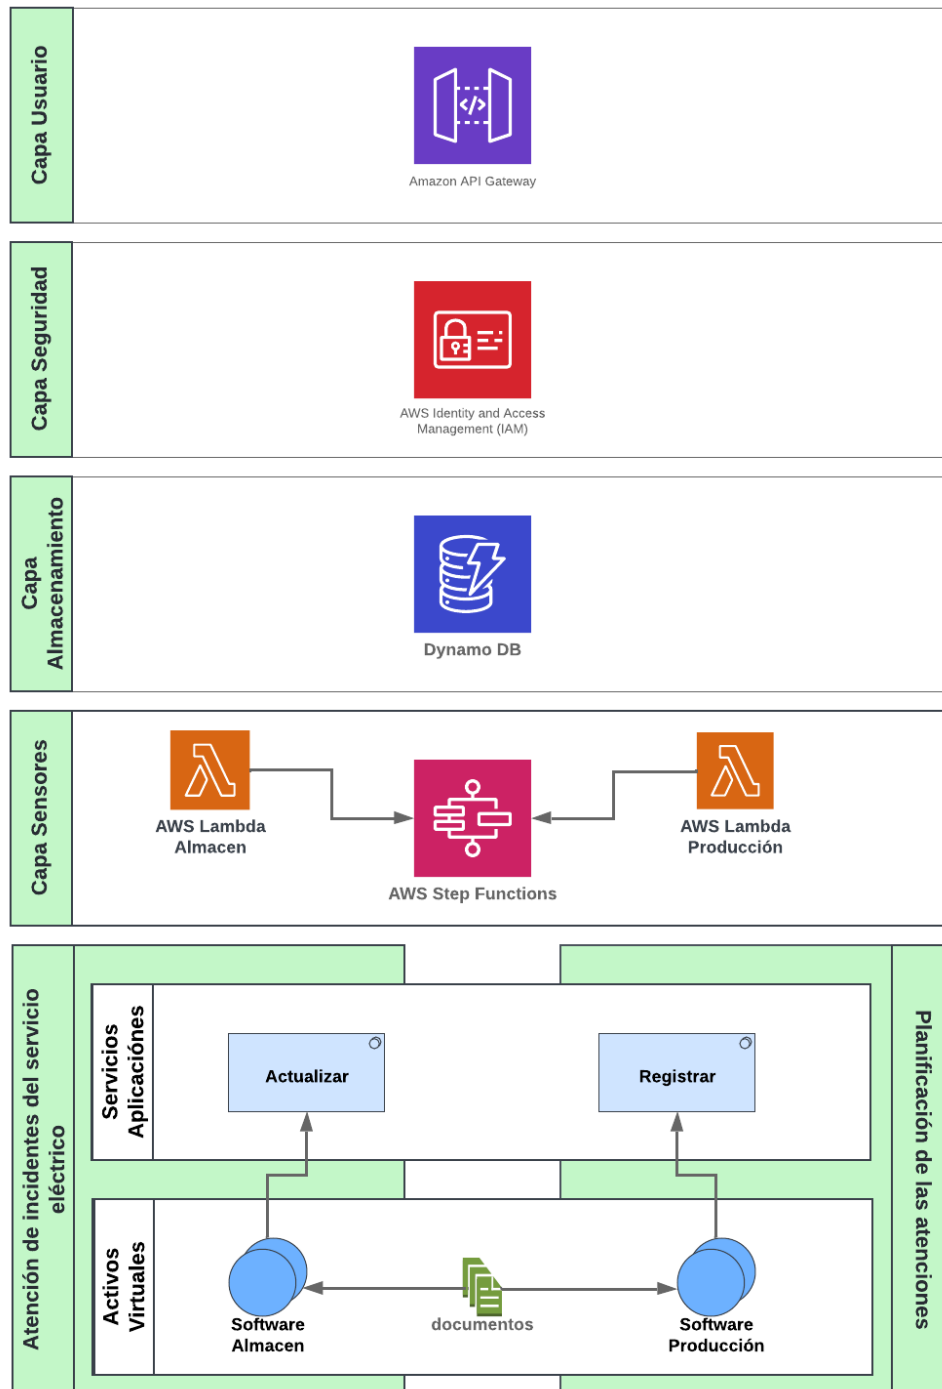 Capa Usuario
Amazon API Gateway
Capa Seguridad
AWS Identity and Access
Management (IAM)
Capa
Almacenamiento
Dynamo DB
Capa Sensores
AWS Lambda
Almacen
AWS Step Functions
AWS Lambda
Producción
Atención de incidentes del servicio
eléctrico
Servicios
Aplicaciónes
Actualizar
Registrar
Planificación de las atenciones
Activos
Virtuales
Software
Almacen
documentos
Software
Producción